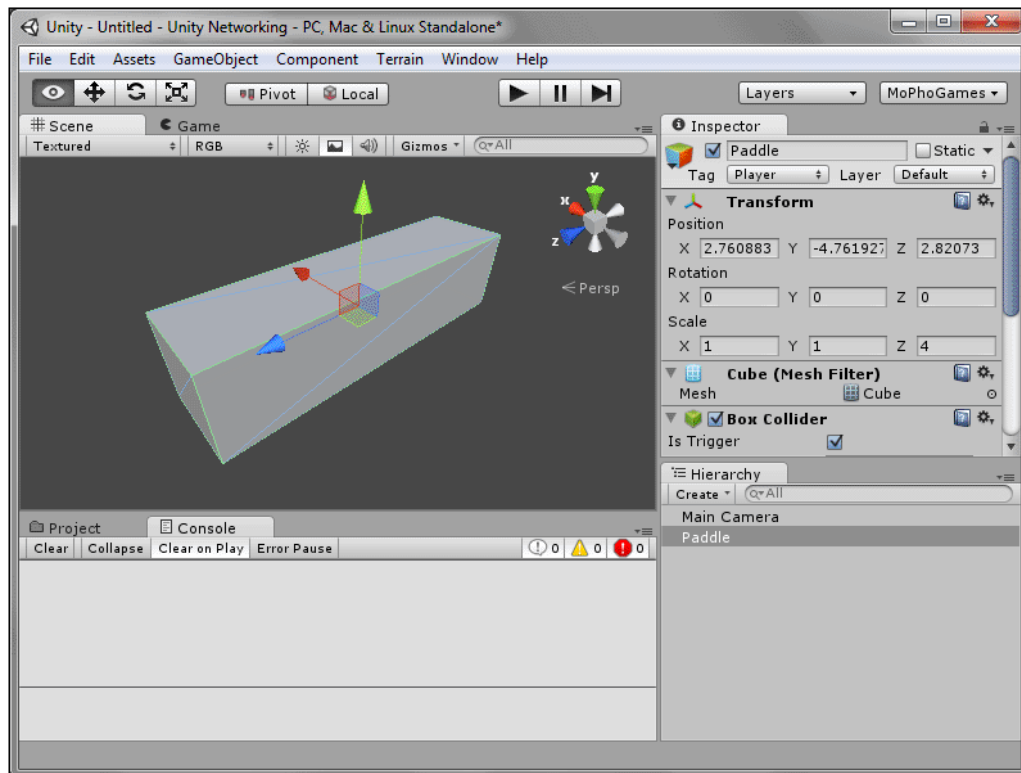 Unity - Untitled - Unity Networking - PC, Mac & Linux Standalone*
File Edit Assets GameObject Component Terrain Window Help
Pivot Local Layers MoPhoGames
Scene Game
Textured RGB Gizmos All
y
x
z
Persp
Inspector
Paddle Static
Tag Player Layer Default
Transform
Position
X 2.760883 Y -4.761927 Z 2.82073
Rotation
X 0 Y 0 Z 0
Scale
X 1 Y 1 Z 4
Cube (Mesh Filter)
Mesh Cube
Box Collider
Is Trigger
Hierarchy
Create All
Main Camera
Paddle
Project Console
Clear Collapse Clear on Play Error Pause 0 0 0